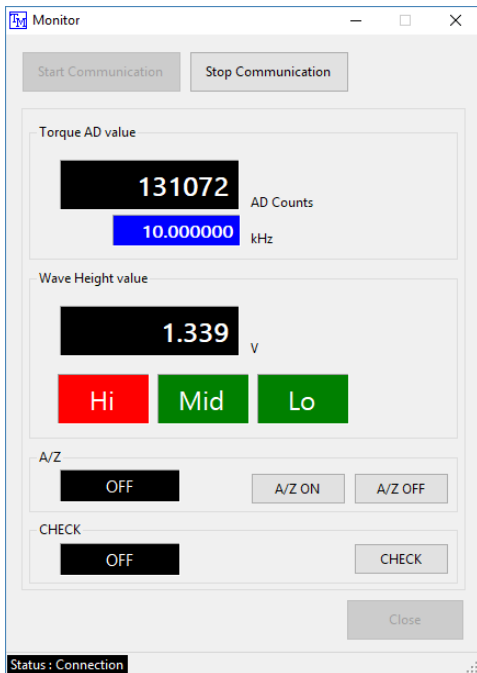 TM Monitor
Start Communication Stop Communication
Torque AD value
131072 AD Counts
10.000000 kHz
Wave Height value
1.339 V
Hi Mid Lo
A/Z
OFF A/Z ON A/Z OFF
CHECK
OFF CHECK
Close
Status : Connection